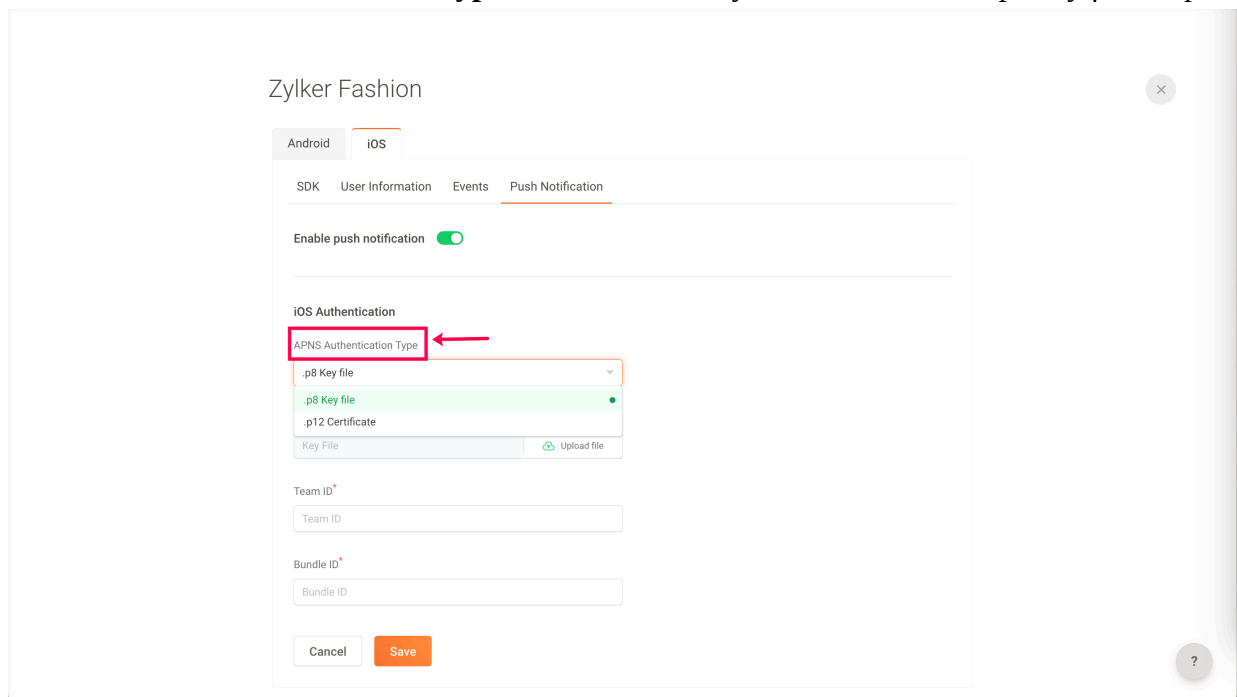 Zylker Fashion
Android iOS
SDK User Information Events Push Notification
Enable push notification
iOS Authentication
APNS Authentication Type
.p8 Key file
.p8 Key file
.p12 Certificate
Key File Upload file
Team ID*
Team ID
Bundle ID*
Bundle ID
Cancel Save
?